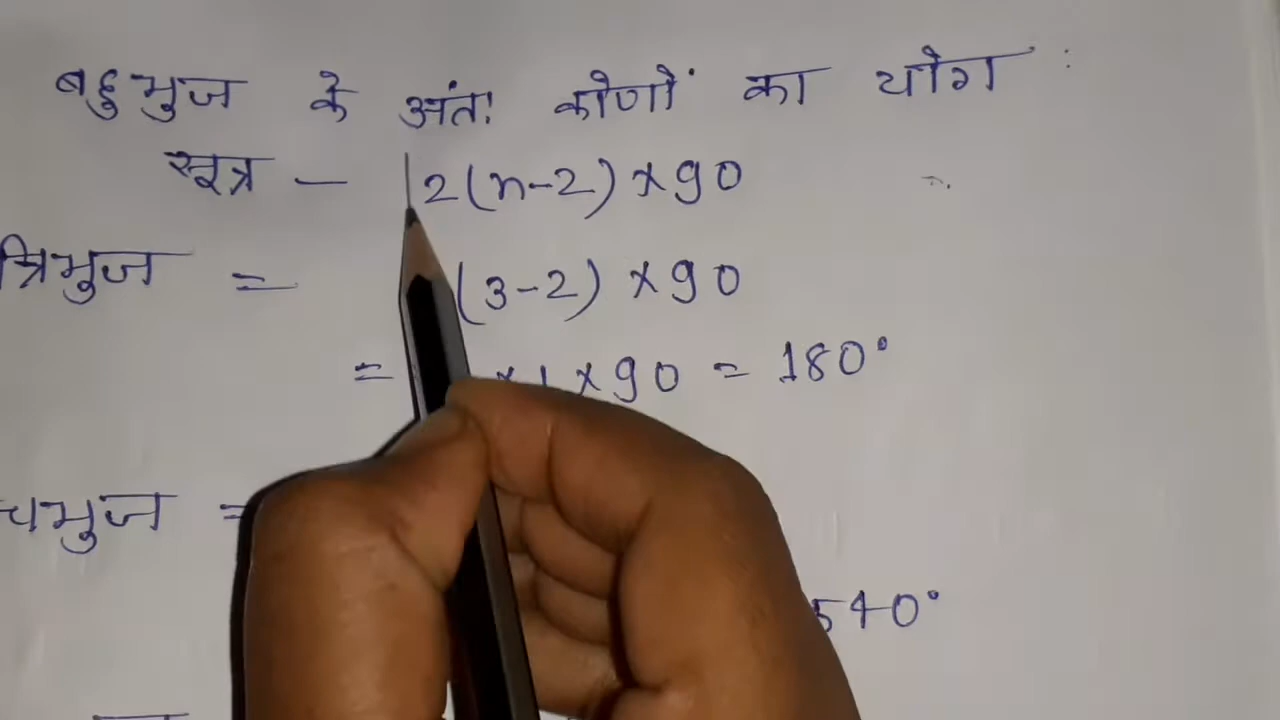 बहुभुज के अंतः कोणों का योग :
सूत्र - 2(n-2)×90
त्रिभुज = (3-2) ×90
= ×1 ×90 = 180°
चभुज =
540°